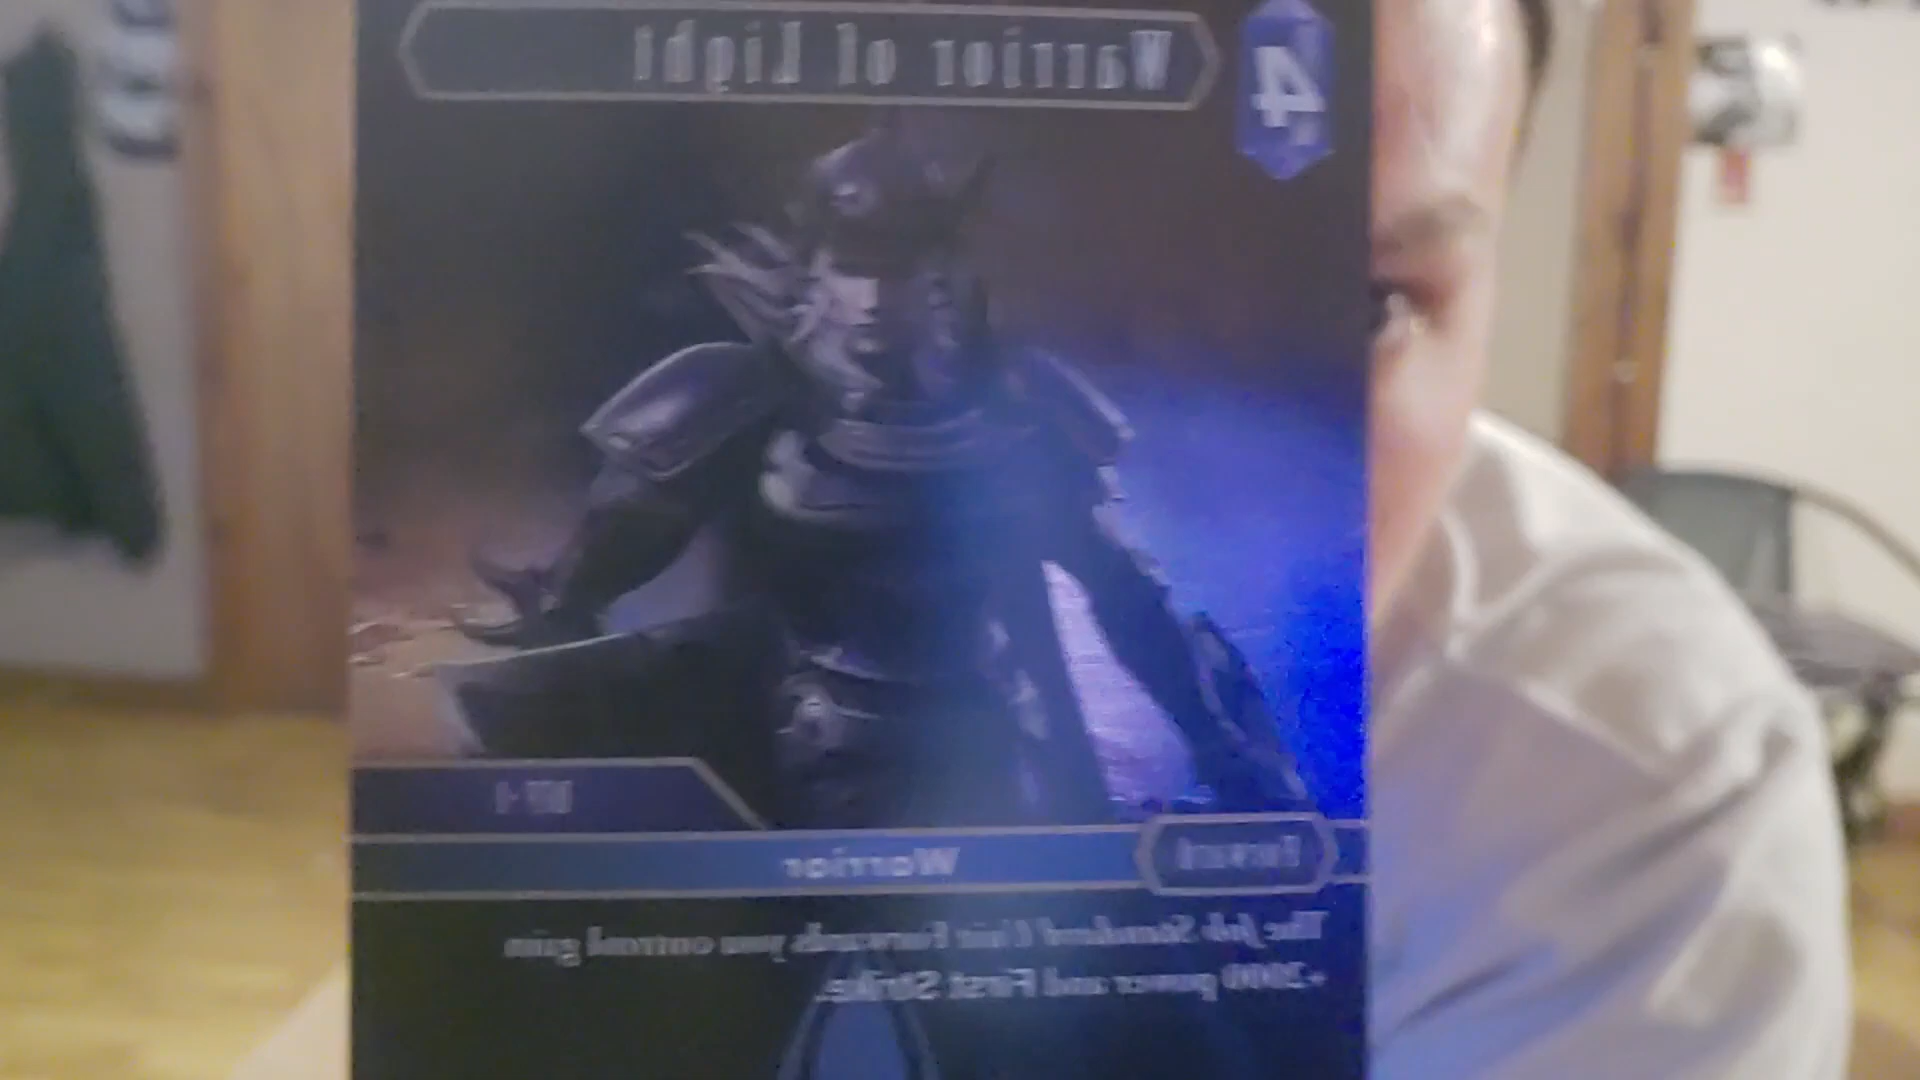 Warrior of Light
4
Warrior
Forward
The Job Standard Unit Forwards you control gain
+2000 power and First Strike.